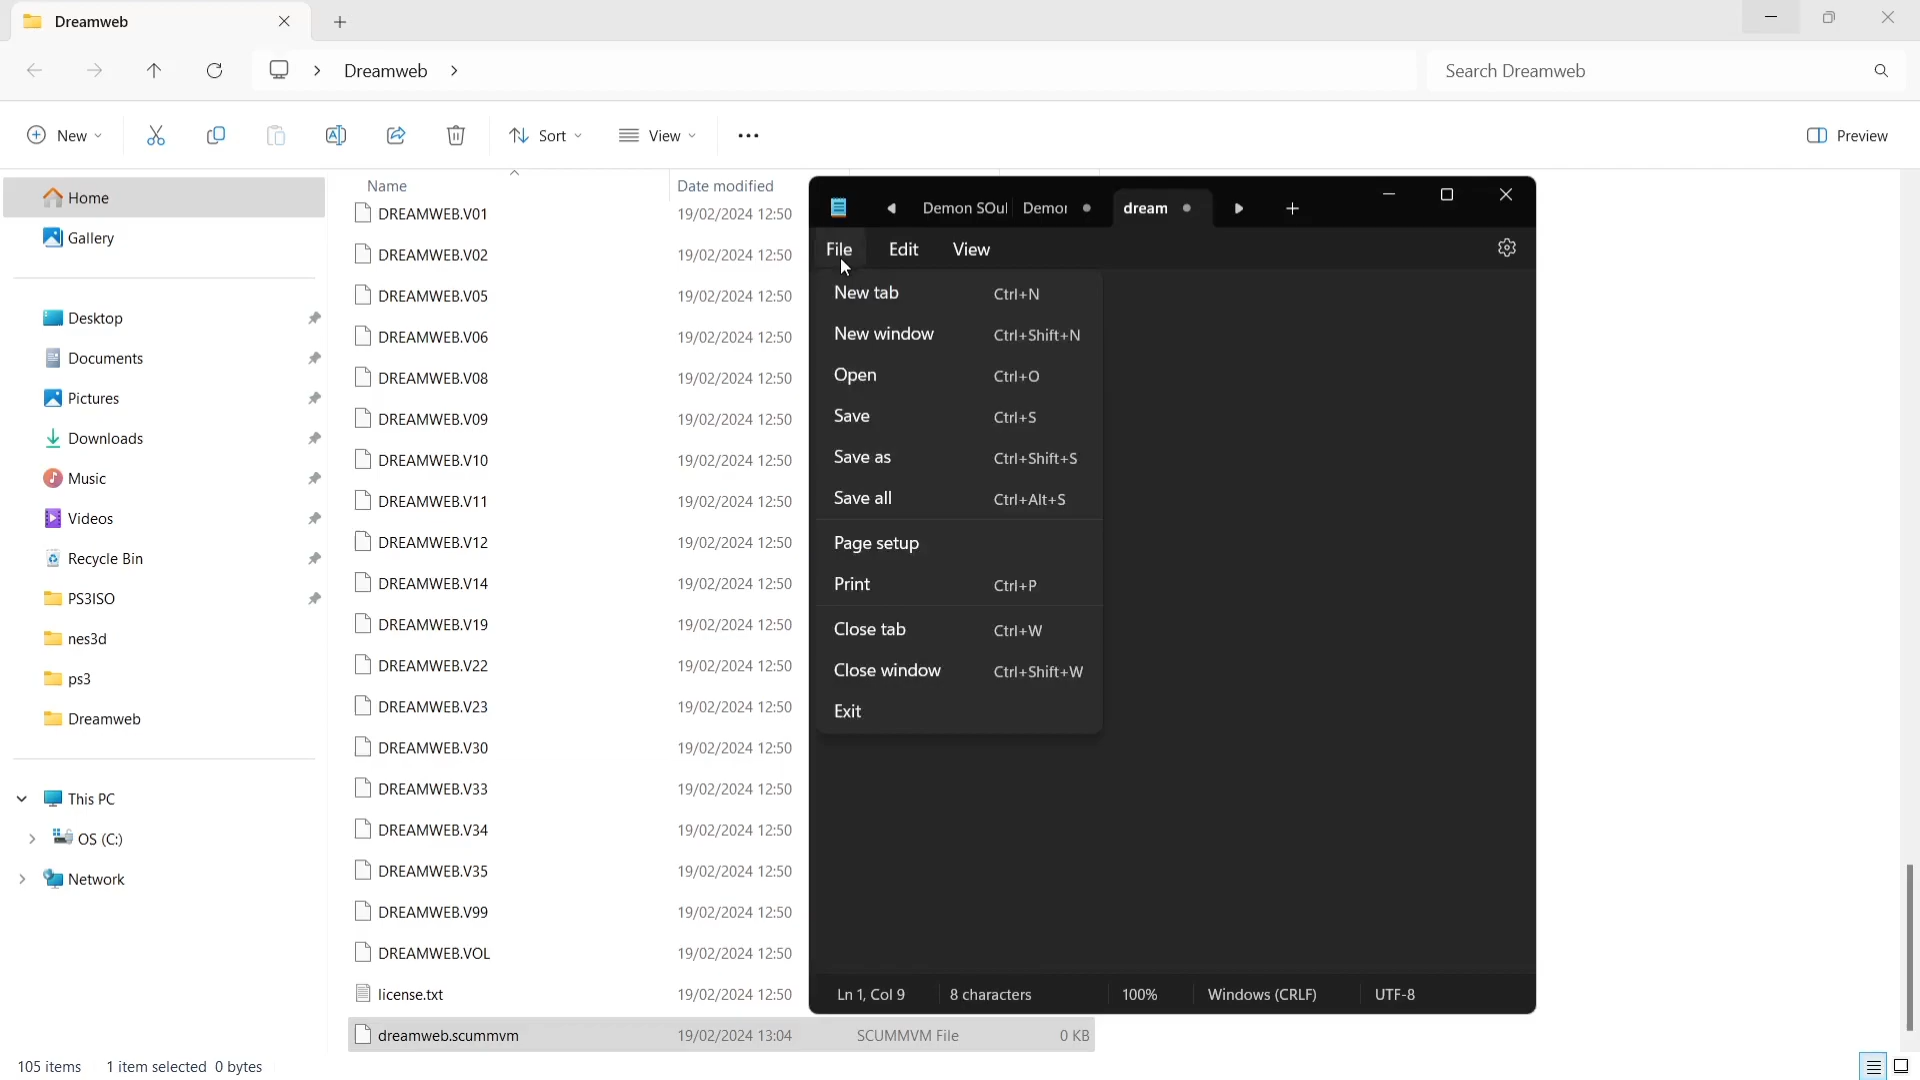 Dreamweb
Dreamweb
Search Dreamweb
New
Sort
View
Preview
Home
Gallery
Desktop
Documents
Pictures
Downloads
Music
Videos
Recycle Bin
PS3ISO
nes3d
ps3
Dreamweb
This PC
OS (C:)
Network
Name Date modified
DREAMWEB.V01 19/02/2024 12:50
DREAMWEB.V02 19/02/2024 12:50
DREAMWEB.V05 19/02/2024 12:50
DREAMWEB.V06 19/02/2024 12:50
DREAMWEB.V08 19/02/2024 12:50
DREAMWEB.V09 19/02/2024 12:50
DREAMWEB.V10 19/02/2024 12:50
DREAMWEB.V11 19/02/2024 12:50
DREAMWEB.V12 19/02/2024 12:50
DREAMWEB.V14 19/02/2024 12:50
DREAMWEB.V19 19/02/2024 12:50
DREAMWEB.V22 19/02/2024 12:50
DREAMWEB.V23 19/02/2024 12:50
DREAMWEB.V30 19/02/2024 12:50
DREAMWEB.V33 19/02/2024 12:50
DREAMWEB.V34 19/02/2024 12:50
DREAMWEB.V35 19/02/2024 12:50
DREAMWEB.V99 19/02/2024 12:50
DREAMWEB.VOL 19/02/2024 12:50
license.txt 19/02/2024 12:50
dreamweb.scummvm 19/02/2024 13:04 SCUMMVM File 0 KB
Demon SOul Demor dream
File Edit View
New tab Ctrl+N
New window Ctrl+Shift+N
Open Ctrl+O
Save Ctrl+S
Save as Ctrl+Shift+S
Save all Ctrl+Alt+S
Page setup
Print Ctrl+P
Close tab Ctrl+W
Close window Ctrl+Shift+W
Exit
Ln 1, Col 9 8 characters 100% Windows (CRLF) UTF-8
105 items 1 item selected 0 bytes